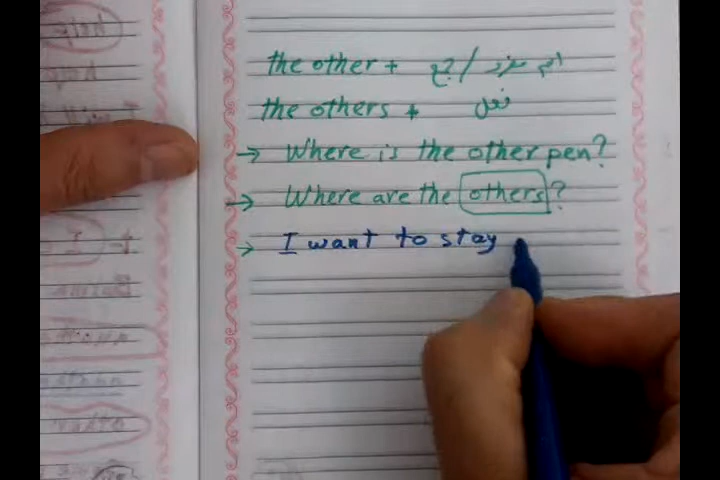 the other + اسم مفرد / جمع
the others + فعل
→ Where is the other pen?
→ Where are the others?
→ I want to stay